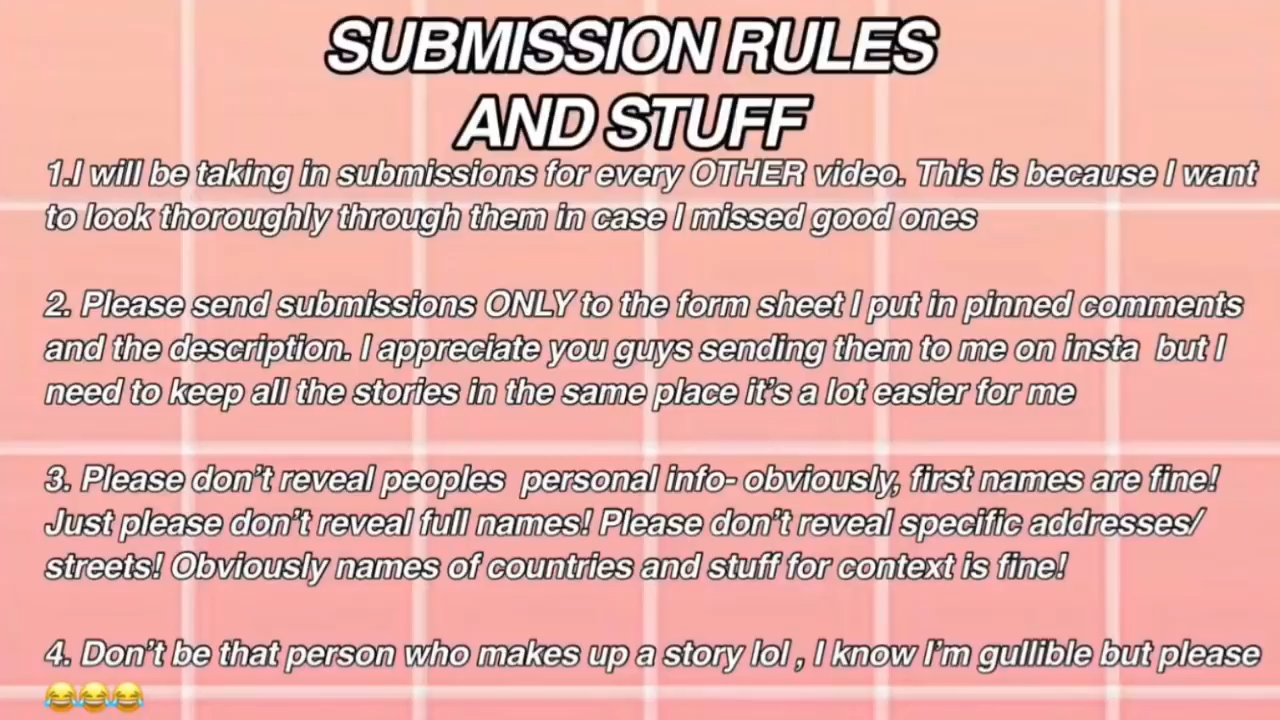 SUBMISSION RULES
AND STUFF
1.I will be taking in submissions for every OTHER video. This is because I want
to look thoroughly through them in case I missed good ones
2. Please send submissions ONLY to the form sheet I put in pinned comments
and the description. I appreciate you guys sending them to me on insta  but I
need to keep all the stories in the same place it's a lot easier for me
3. Please don't reveal peoples  personal info- obviously, first names are fine!
Just please don't reveal full names! Please don't reveal specific addresses/
streets! Obviously names of countries and stuff for context is fine!
4. Don't be that person who makes up a story lol , I know I'm gullible but please
😂😂😂